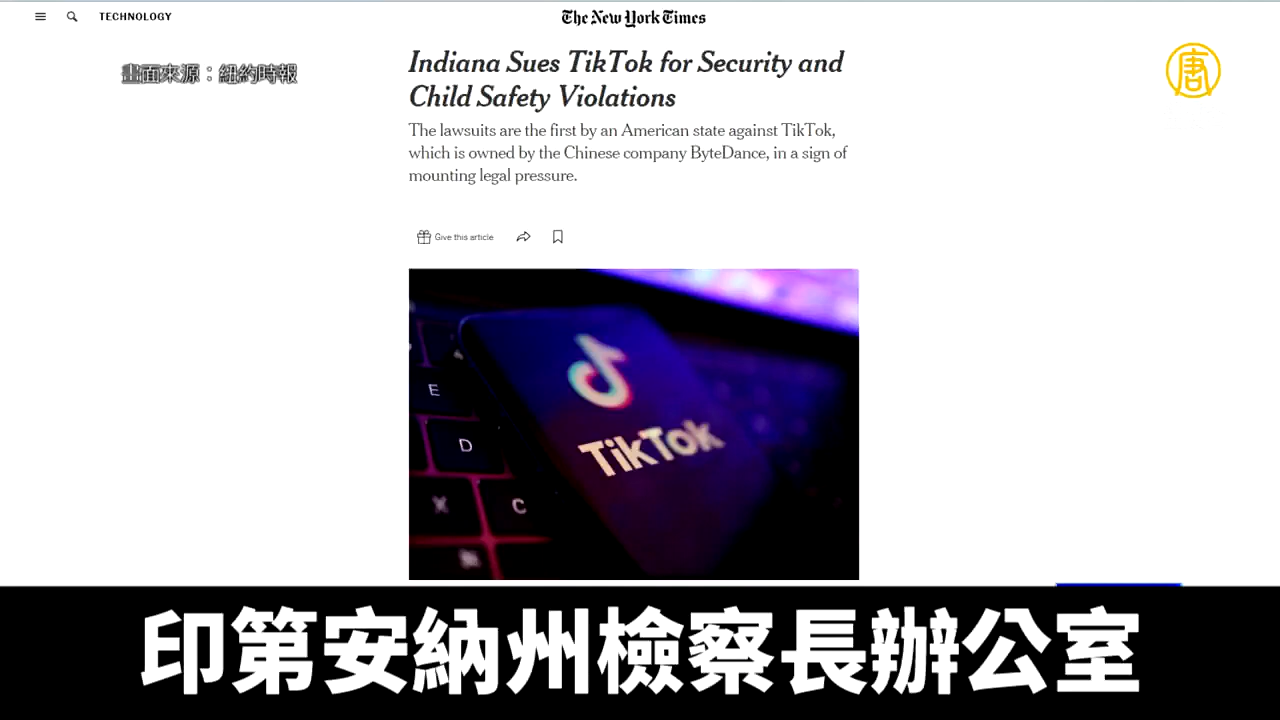 TECHNOLOGY
The New York Times
畫面來源：紐約時報
唐
Indiana Sues TikTok for Security and
Child Safety Violations
The lawsuits are the first by an American state against TikTok,
which is owned by the Chinese company ByteDance, in a sign of
mounting legal pressure.
Give this article
E
D
X
C
TikTok
印第安納州檢察長辦公室